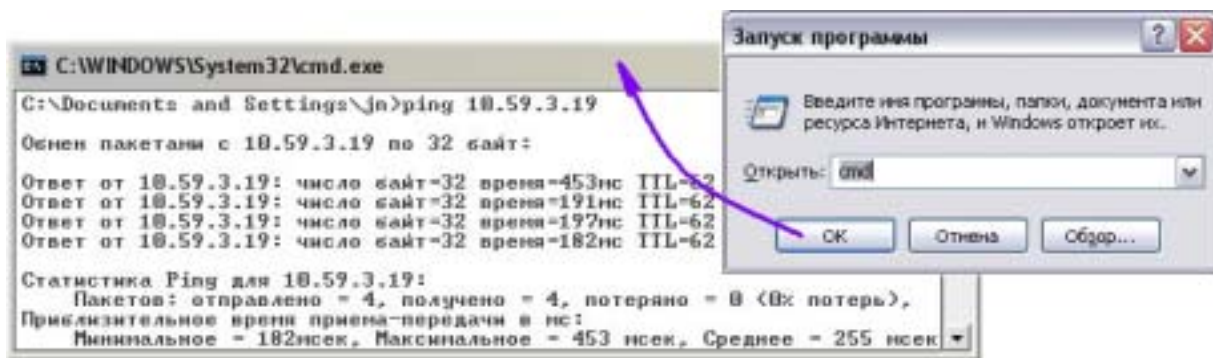 C:\WINDOWS\System32\cmd.exe
C:\Documents and Settings\jn>ping 10.59.3.19
Обмен пакетами с 10.59.3.19 по 32 байт:
Ответ от 10.59.3.19: число байт=32 время=453мс TTL=62
Ответ от 10.59.3.19: число байт=32 время=191мс TTL=62
Ответ от 10.59.3.19: число байт=32 время=197мс TTL=62
Ответ от 10.59.3.19: число байт=32 время=182мс TTL=62
Статистика Ping для 10.59.3.19:
Пакетов: отправлено = 4, получено = 4, потеряно = 0 (0% потерь),
Приблизительное время приема-передачи в мс:
Минимальное = 182мсек, Максимальное = 453 мсек, Среднее = 255 мсек
Запуск программы
Введите имя программы, папки, документа или
ресурса Интернета, и Windows откроет их.
Открыть: cmd
ОК Отмена Обзор...